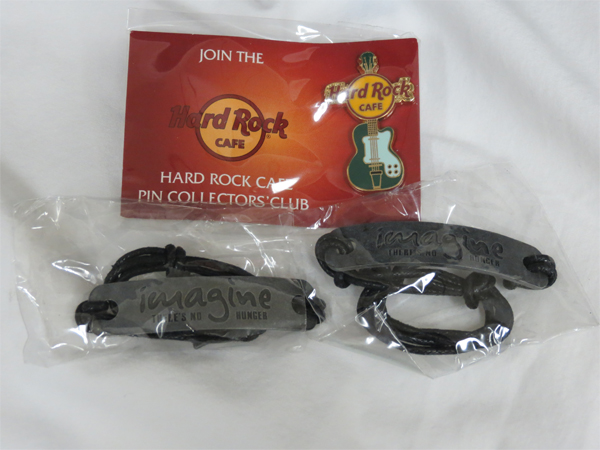 JOIN THE
Hard Rock
CAFE
HARD ROCK CAFE
PIN COLLECTORS' CLUB
Hard Rock
CAFE
imagine
THERE'S NO HUNGER
imagine
THERE'S NO HUNGER